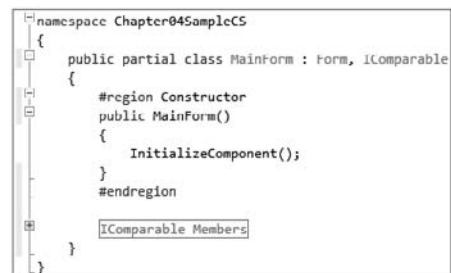 namespace Chapter04SampleCS
{
public partial class MainForm : Form, IComparable
{
#region Constructor
public MainForm()
{
InitializeComponent();
}
#endregion
IComparable Members
}
}